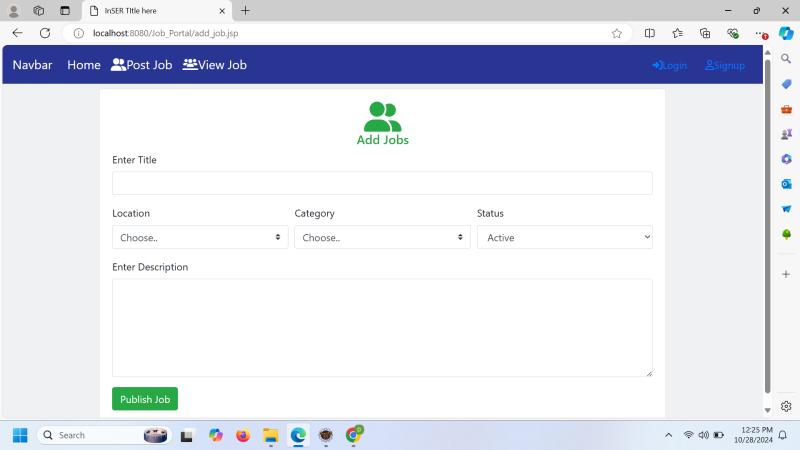 InSER TItle here
localhost:8080/Job_Portal/add_job.jsp
Navbar Home Post Job View Job Login Signup
Add Jobs
Enter Title
Location Category Status
Choose.. Choose.. Active
Enter Description
Publish Job
Search
12:25 PM
10/28/2024